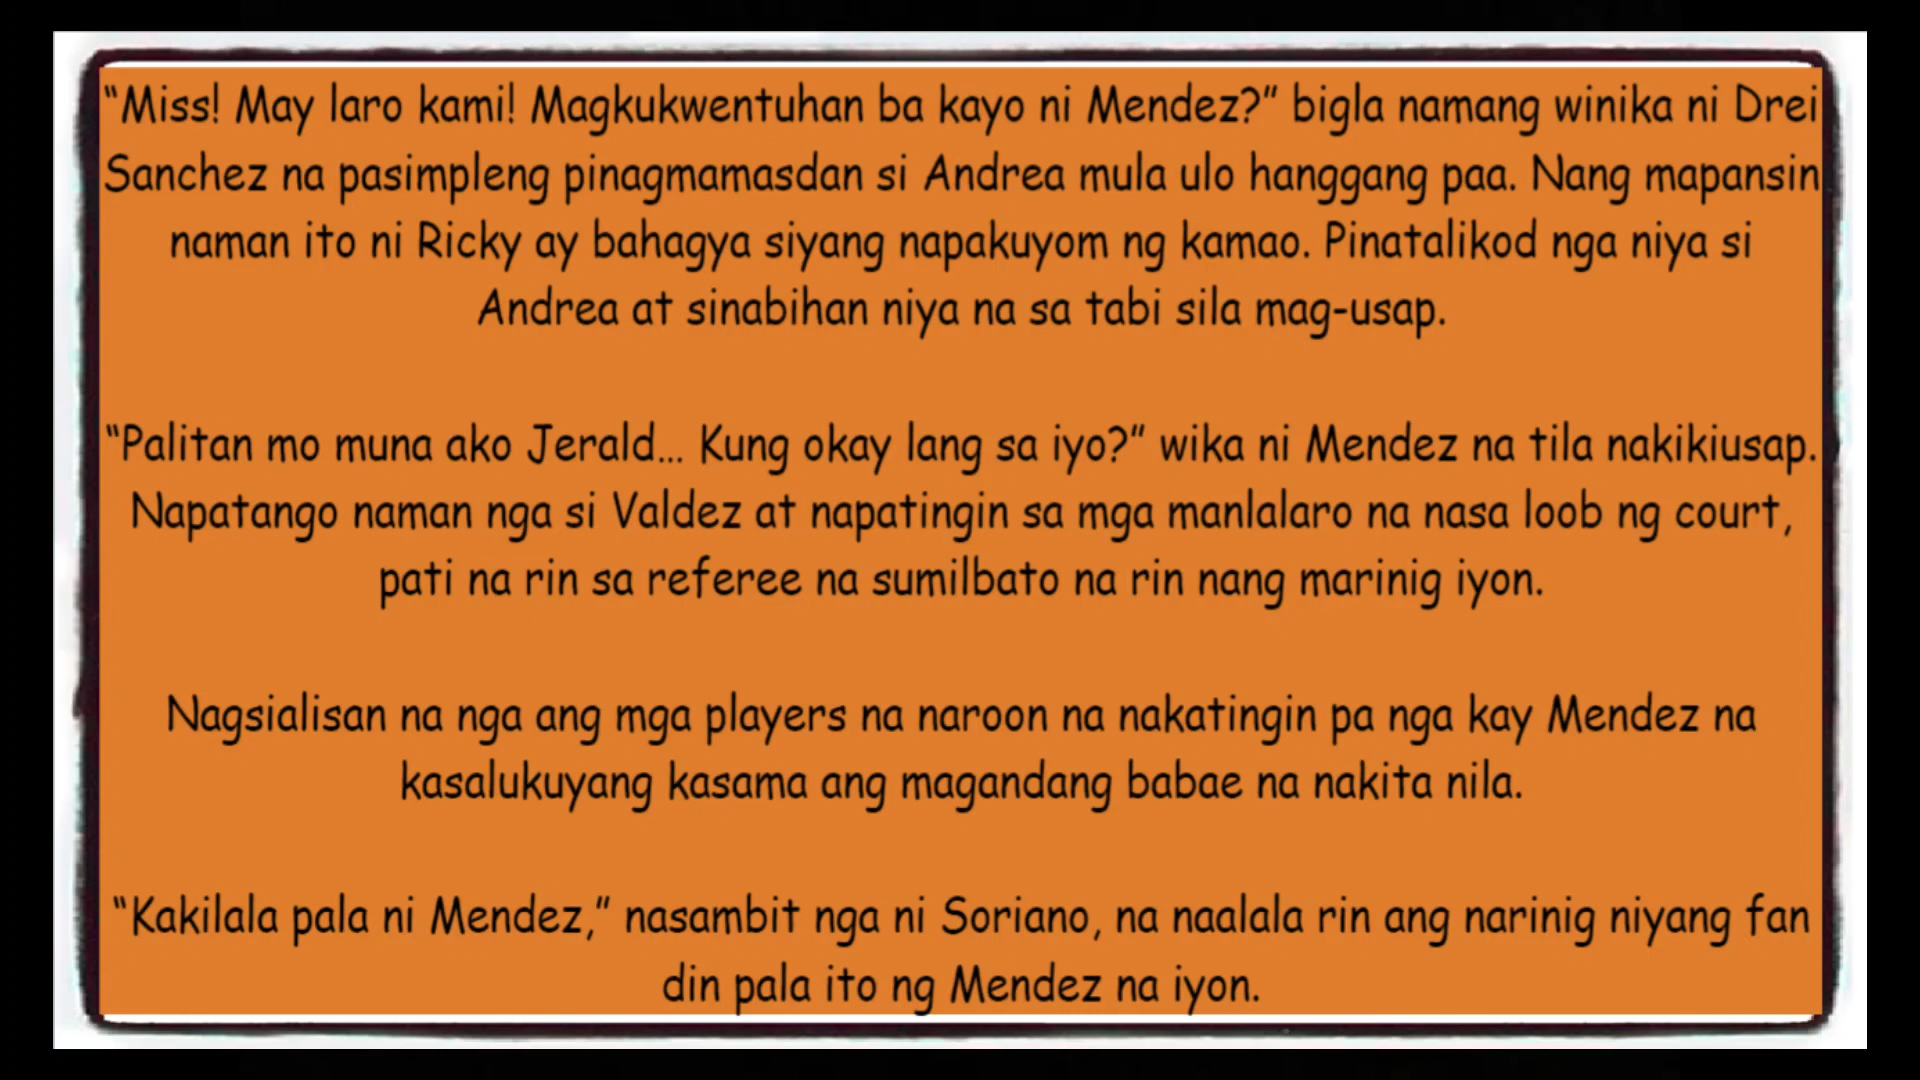 “Miss! May laro kami! Magkukwentuhan ba kayo ni Mendez?” bigla namang winika ni Drei
Sanchez na pasimpleng pinagmamasdan si Andrea mula ulo hanggang paa. Nang mapansin
naman ito ni Ricky ay bahagya siyang napakuyom ng kamao. Pinatalikod nga niya si
Andrea at sinabihan niya na sa tabi sila mag-usap.
“Palitan mo muna ako Jerald... Kung okay lang sa iyo?” wika ni Mendez na tila nakikiusap.
Napatango naman nga si Valdez at napatingin sa mga manlalaro na nasa loob ng court,
pati na rin sa referee na sumilbato na rin nang marinig iyon.
Nagsialisan na nga ang mga players na naroon na nakatingin pa nga kay Mendez na
kasalukuyang kasama ang magandang babae na nakita nila.
“Kakilala pala ni Mendez,” nasambit nga ni Soriano, na naalala rin ang narinig niyang fan
din pala ito ng Mendez na iyon.